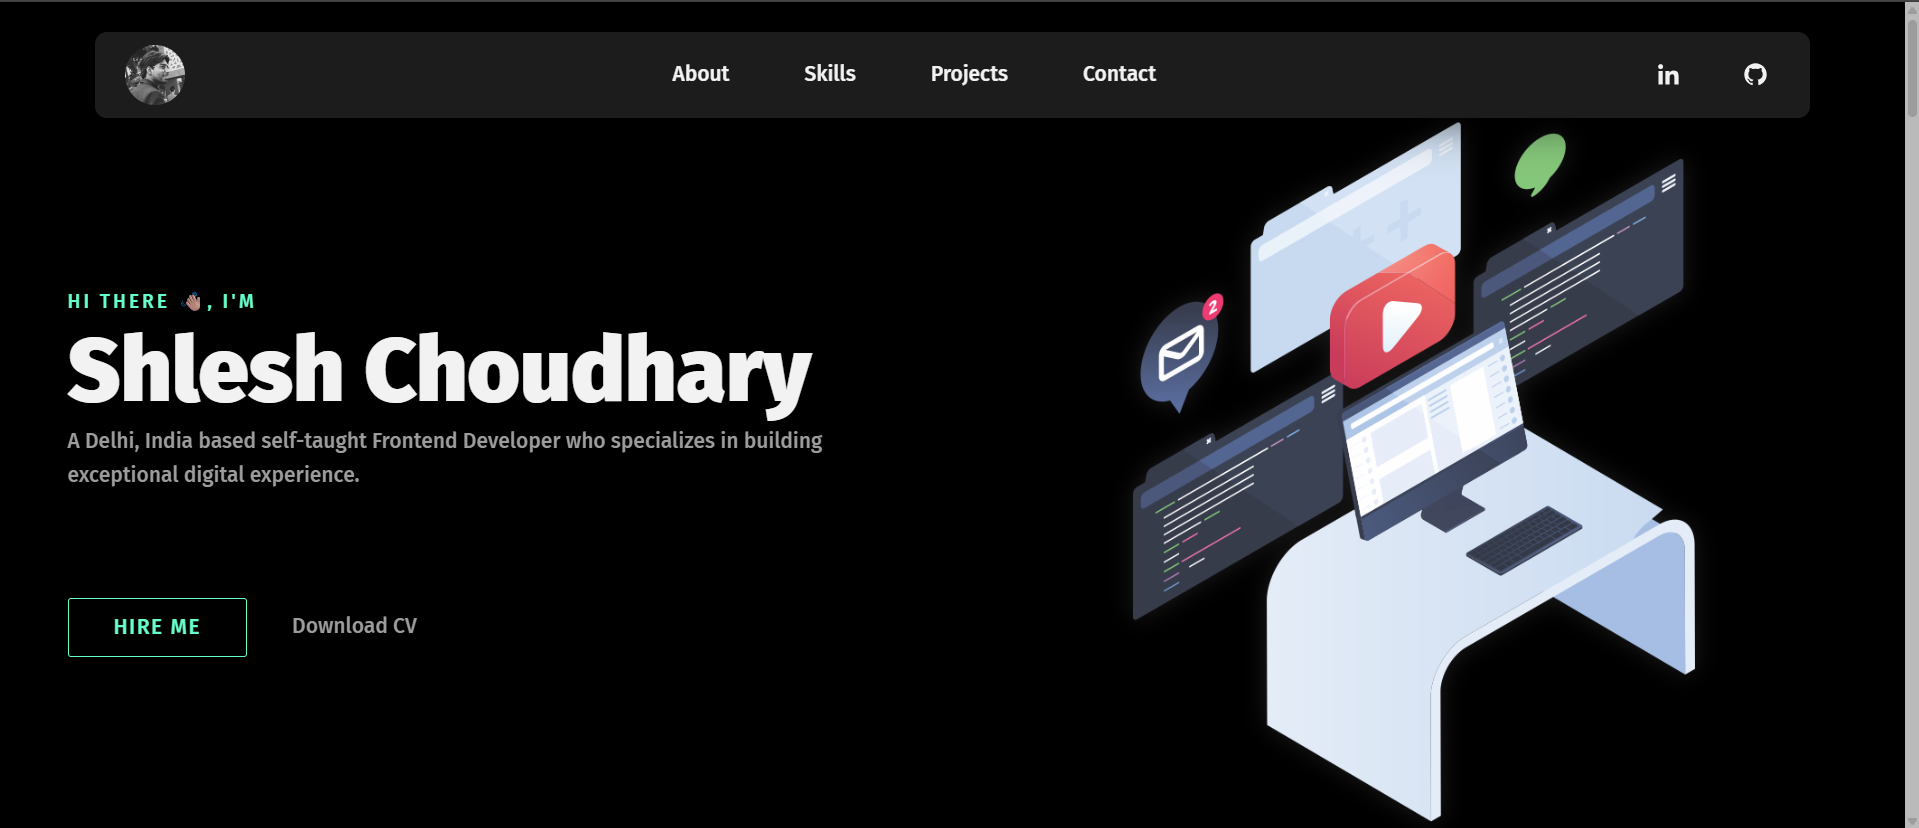 About Skills Projects Contact
in
HI THERE 👋🏽, I'M
Shlesh Choudhary
A Delhi, India based self-taught Frontend Developer who specializes in building
exceptional digital experience.
HIRE ME Download CV
2